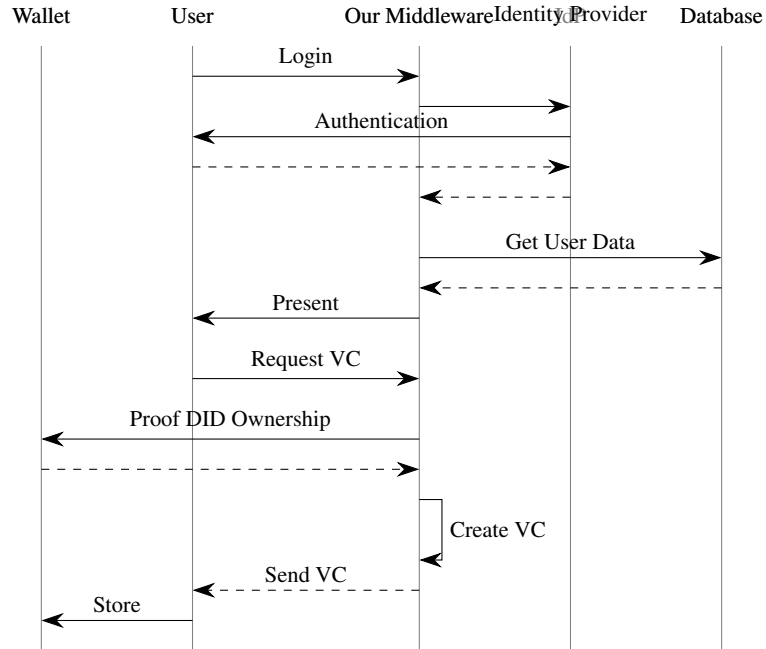 Wallet User Our Middleware Identity Provider IdP Database
Login
Authentication
Get User Data
Present
Request VC
Proof DID Ownership
Create VC
Send VC
Store